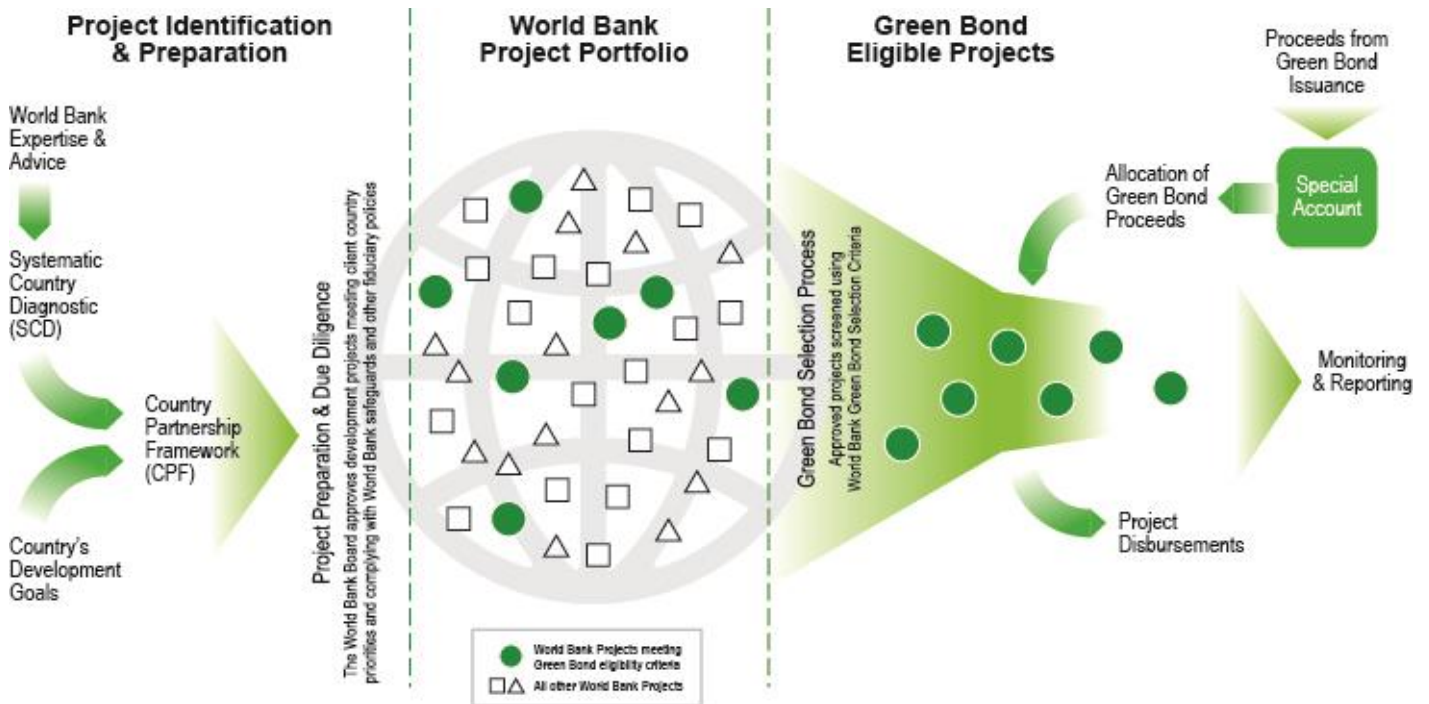 Project Identification
& Preparation
World Bank
Expertise &
Advice
Systematic
Country
Diagnostic
(SCD)
Country
Partnership
Framework
(CPF)
Country's
Development
Goals
Project Preparation & Due Diligence
The World Bank Board approves development projects meeting client country
priorities and complying with World Bank safeguards and other fiduciary policies
World Bank
Project Portfolio
World Bank Projects meeting
Green Bond eligibility criteria
All other World Bank Projects
Green Bond
Eligible Projects
Green Bond Selection Process
Approved projects screened using
World Bank Green Bond Selection Criteria
Proceeds from
Green Bond
Issuance
Special
Account
Allocation of
Green Bond
Proceeds
Project
Disbursements
Monitoring
& Reporting